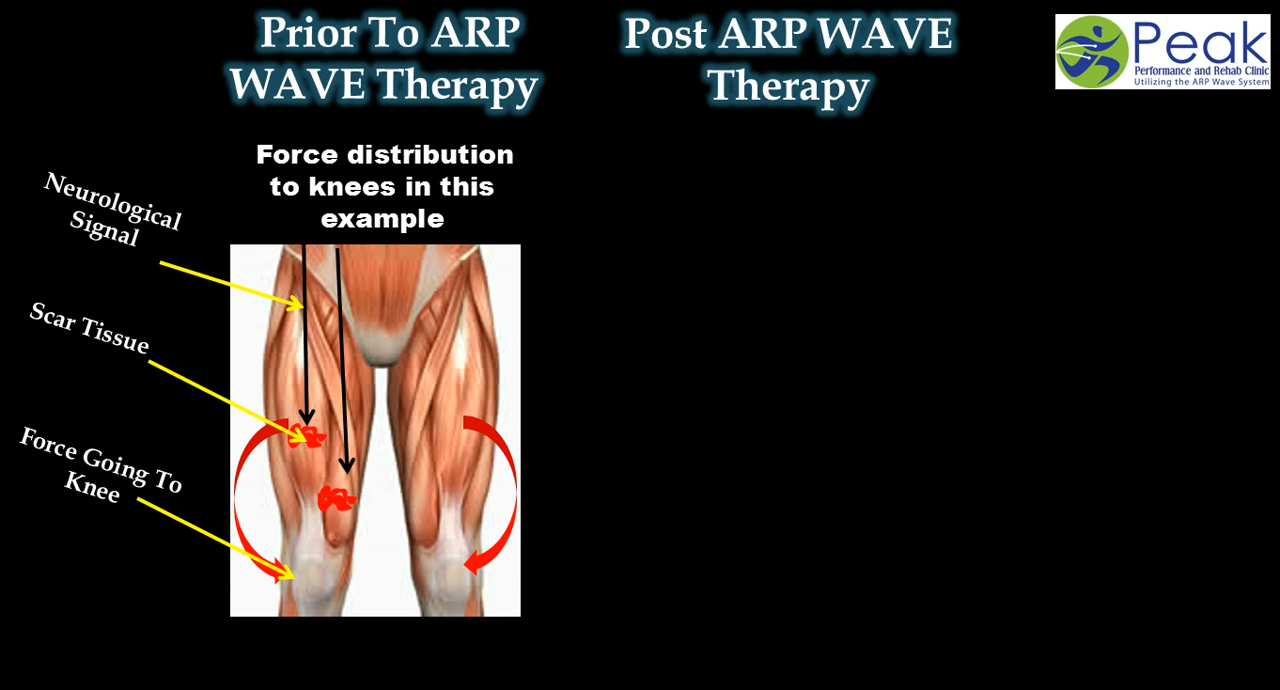 Prior To ARP
WAVE Therapy
Post ARP WAVE
Therapy
Peak
Performance and Rehab Clinic
Utilizing the ARP Wave System
Force distribution
to knees in this
example
Neurological
Signal
Scar Tissue
Force Going To
Knee